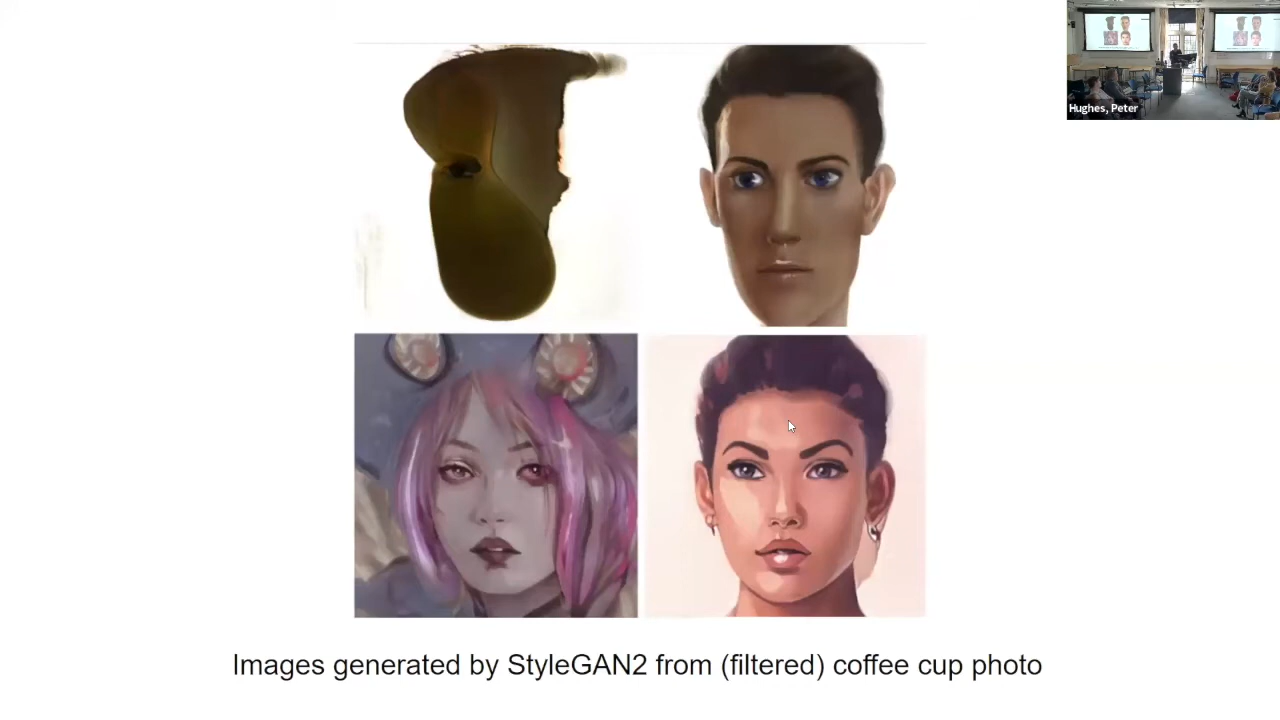 Hughes, Peter
Images generated by StyleGAN2 from (filtered) coffee cup photo